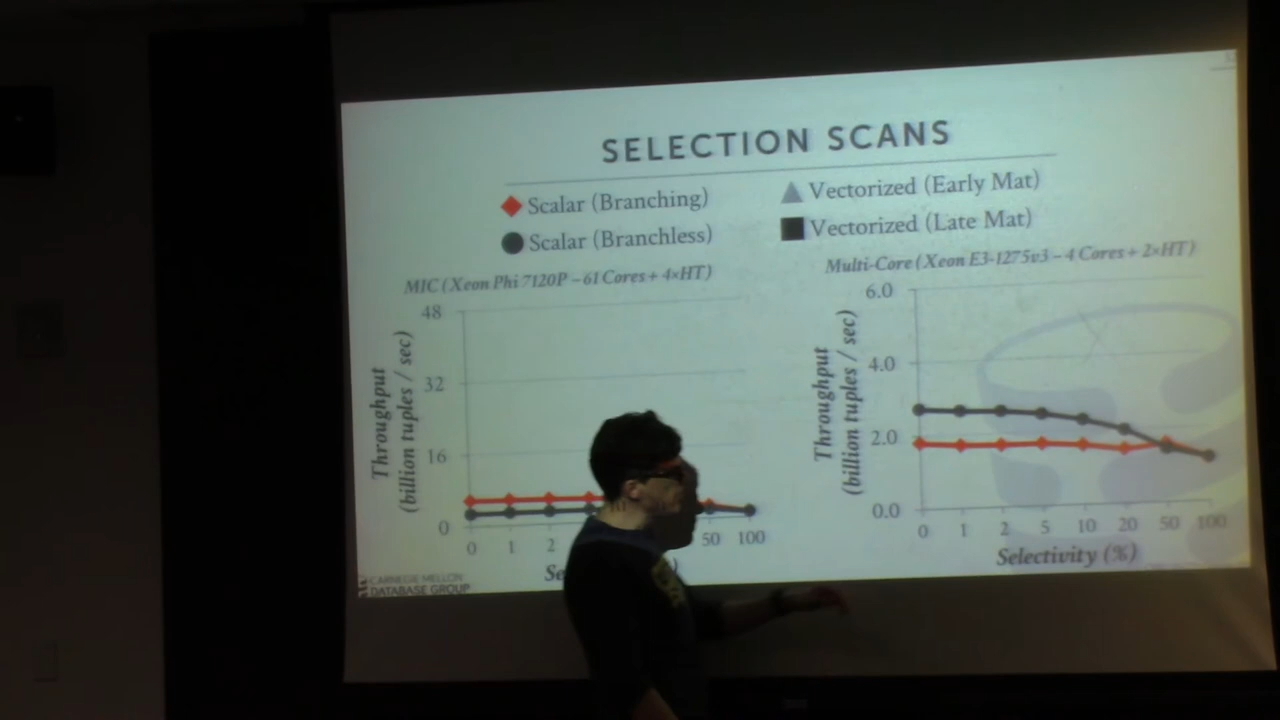 SELECTION SCANS
Scalar (Branching)
Vectorized (Early Mat)
Scalar (Branchless)
Vectorized (Late Mat)
MIC (Xeon Phi 7120P – 61 Cores + 4×HT)
Multi-Core (Xeon E3-1275v3 – 4 Cores + 2×HT)
Throughput
(billion tuples / sec)
48
32
16
0
0 1 2 50 100
Se
Throughput
(billion tuples / sec)
6.0
4.0
2.0
0.0
0 1 2 5 10 20 50 100
Selectivity (%)
CARNEGIE MELLON
DATABASE GROUP